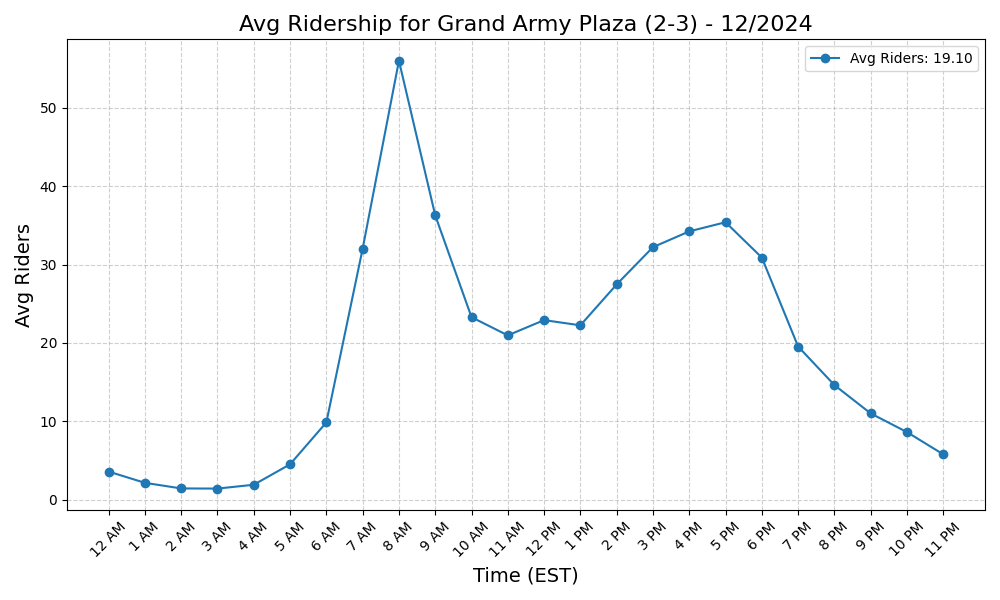 Avg Ridership for Grand Army Plaza (2-3) - 12/2024
Avg Riders: 19.10
Avg Riders
50
40
30
20
10
0
12 AM
1 AM
2 AM
3 AM
4 AM
5 AM
6 AM
7 AM
8 AM
9 AM
10 AM
11 AM
12 PM
1 PM
2 PM
3 PM
4 PM
5 PM
6 PM
7 PM
8 PM
9 PM
10 PM
11 PM
Time (EST)